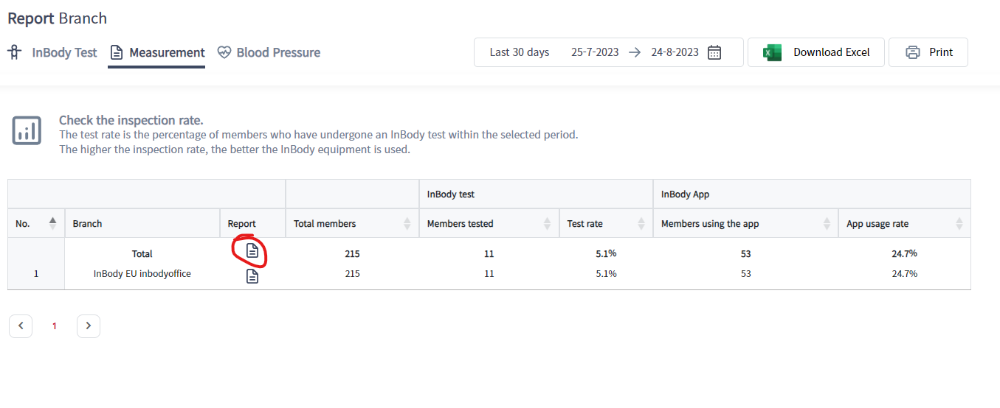 Report Branch
InBody Test Measurement Blood Pressure Last 30 days 25-7-2023 24-8-2023 Download Excel Print
Check the inspection rate.
The test rate is the percentage of members who have undergone an InBody test within the selected period.
The higher the inspection rate, the better the InBody equipment is used.
InBody test InBody App
No. Branch Report Total members Members tested Test rate Members using the app App usage rate
Total 215 11 5.1% 53 24.7%
1 InBody EU inbodyoffice 215 11 5.1% 53 24.7%
1